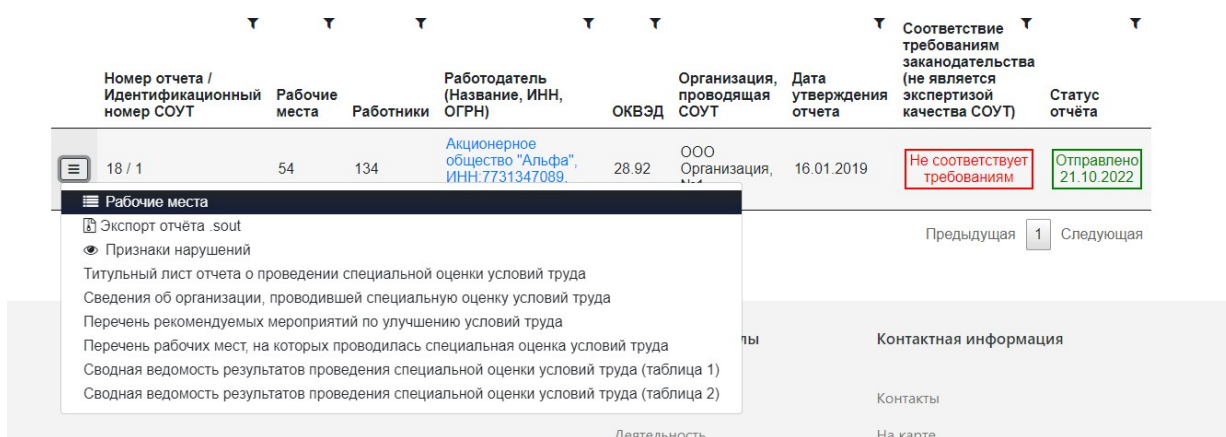 Номер отчета /
Идентификационный
номер СОУТ
Рабочие
места
Работники
Работодатель
(Название, ИНН,
ОГРН)
ОКВЭД
Организация,
проводящая
СОУТ
Дата
утверждения
отчета
Соответствие
требованиям
заканодательства
(не является
экспертизой
качества СОУТ)
Статус
отчёта
18 / 1
54
134
Акционерное
общество "Альфа",
ИНН:7731347089,
28.92
ООО
Организация,
16.01.2019
Не соответствует
требованиям
Отправлено
21.10.2022
Рабочие места
Экспорт отчёта .sout
Признаки нарушений
Титульный лист отчета о проведении специальной оценки условий труда
Сведения об организации, проводившей специальную оценку условий труда
Перечень рекомендуемых мероприятий по улучшению условий труда
Перечень рабочих мест, на которых проводилась специальная оценка условий труда
Сводная ведомость результатов проведения специальной оценки условий труда (таблица 1)
Сводная ведомость результатов проведения специальной оценки условий труда (таблица 2)
Предыдущая 1 Следующая
лы
Контактная информация
Контакты
Деятельность
На карте